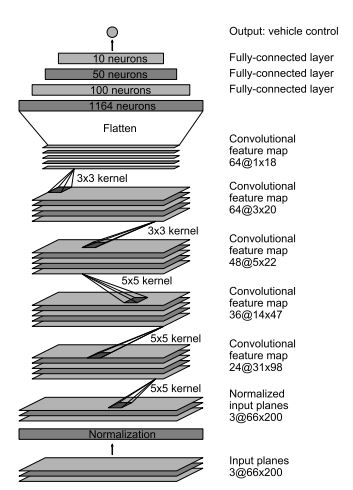 Output: vehicle control
10 neurons
Fully-connected layer
50 neurons
Fully-connected layer
100 neurons
Fully-connected layer
1164 neurons
Flatten
Convolutional
feature map
64@1x18
3x3 kernel
Convolutional
feature map
64@3x20
3x3 kernel
Convolutional
feature map
48@5x22
5x5 kernel
Convolutional
feature map
36@14x47
5x5 kernel
Convolutional
feature map
24@31x98
5x5 kernel
Normalized
input planes
3@66x200
Normalization
Input planes
3@66x200